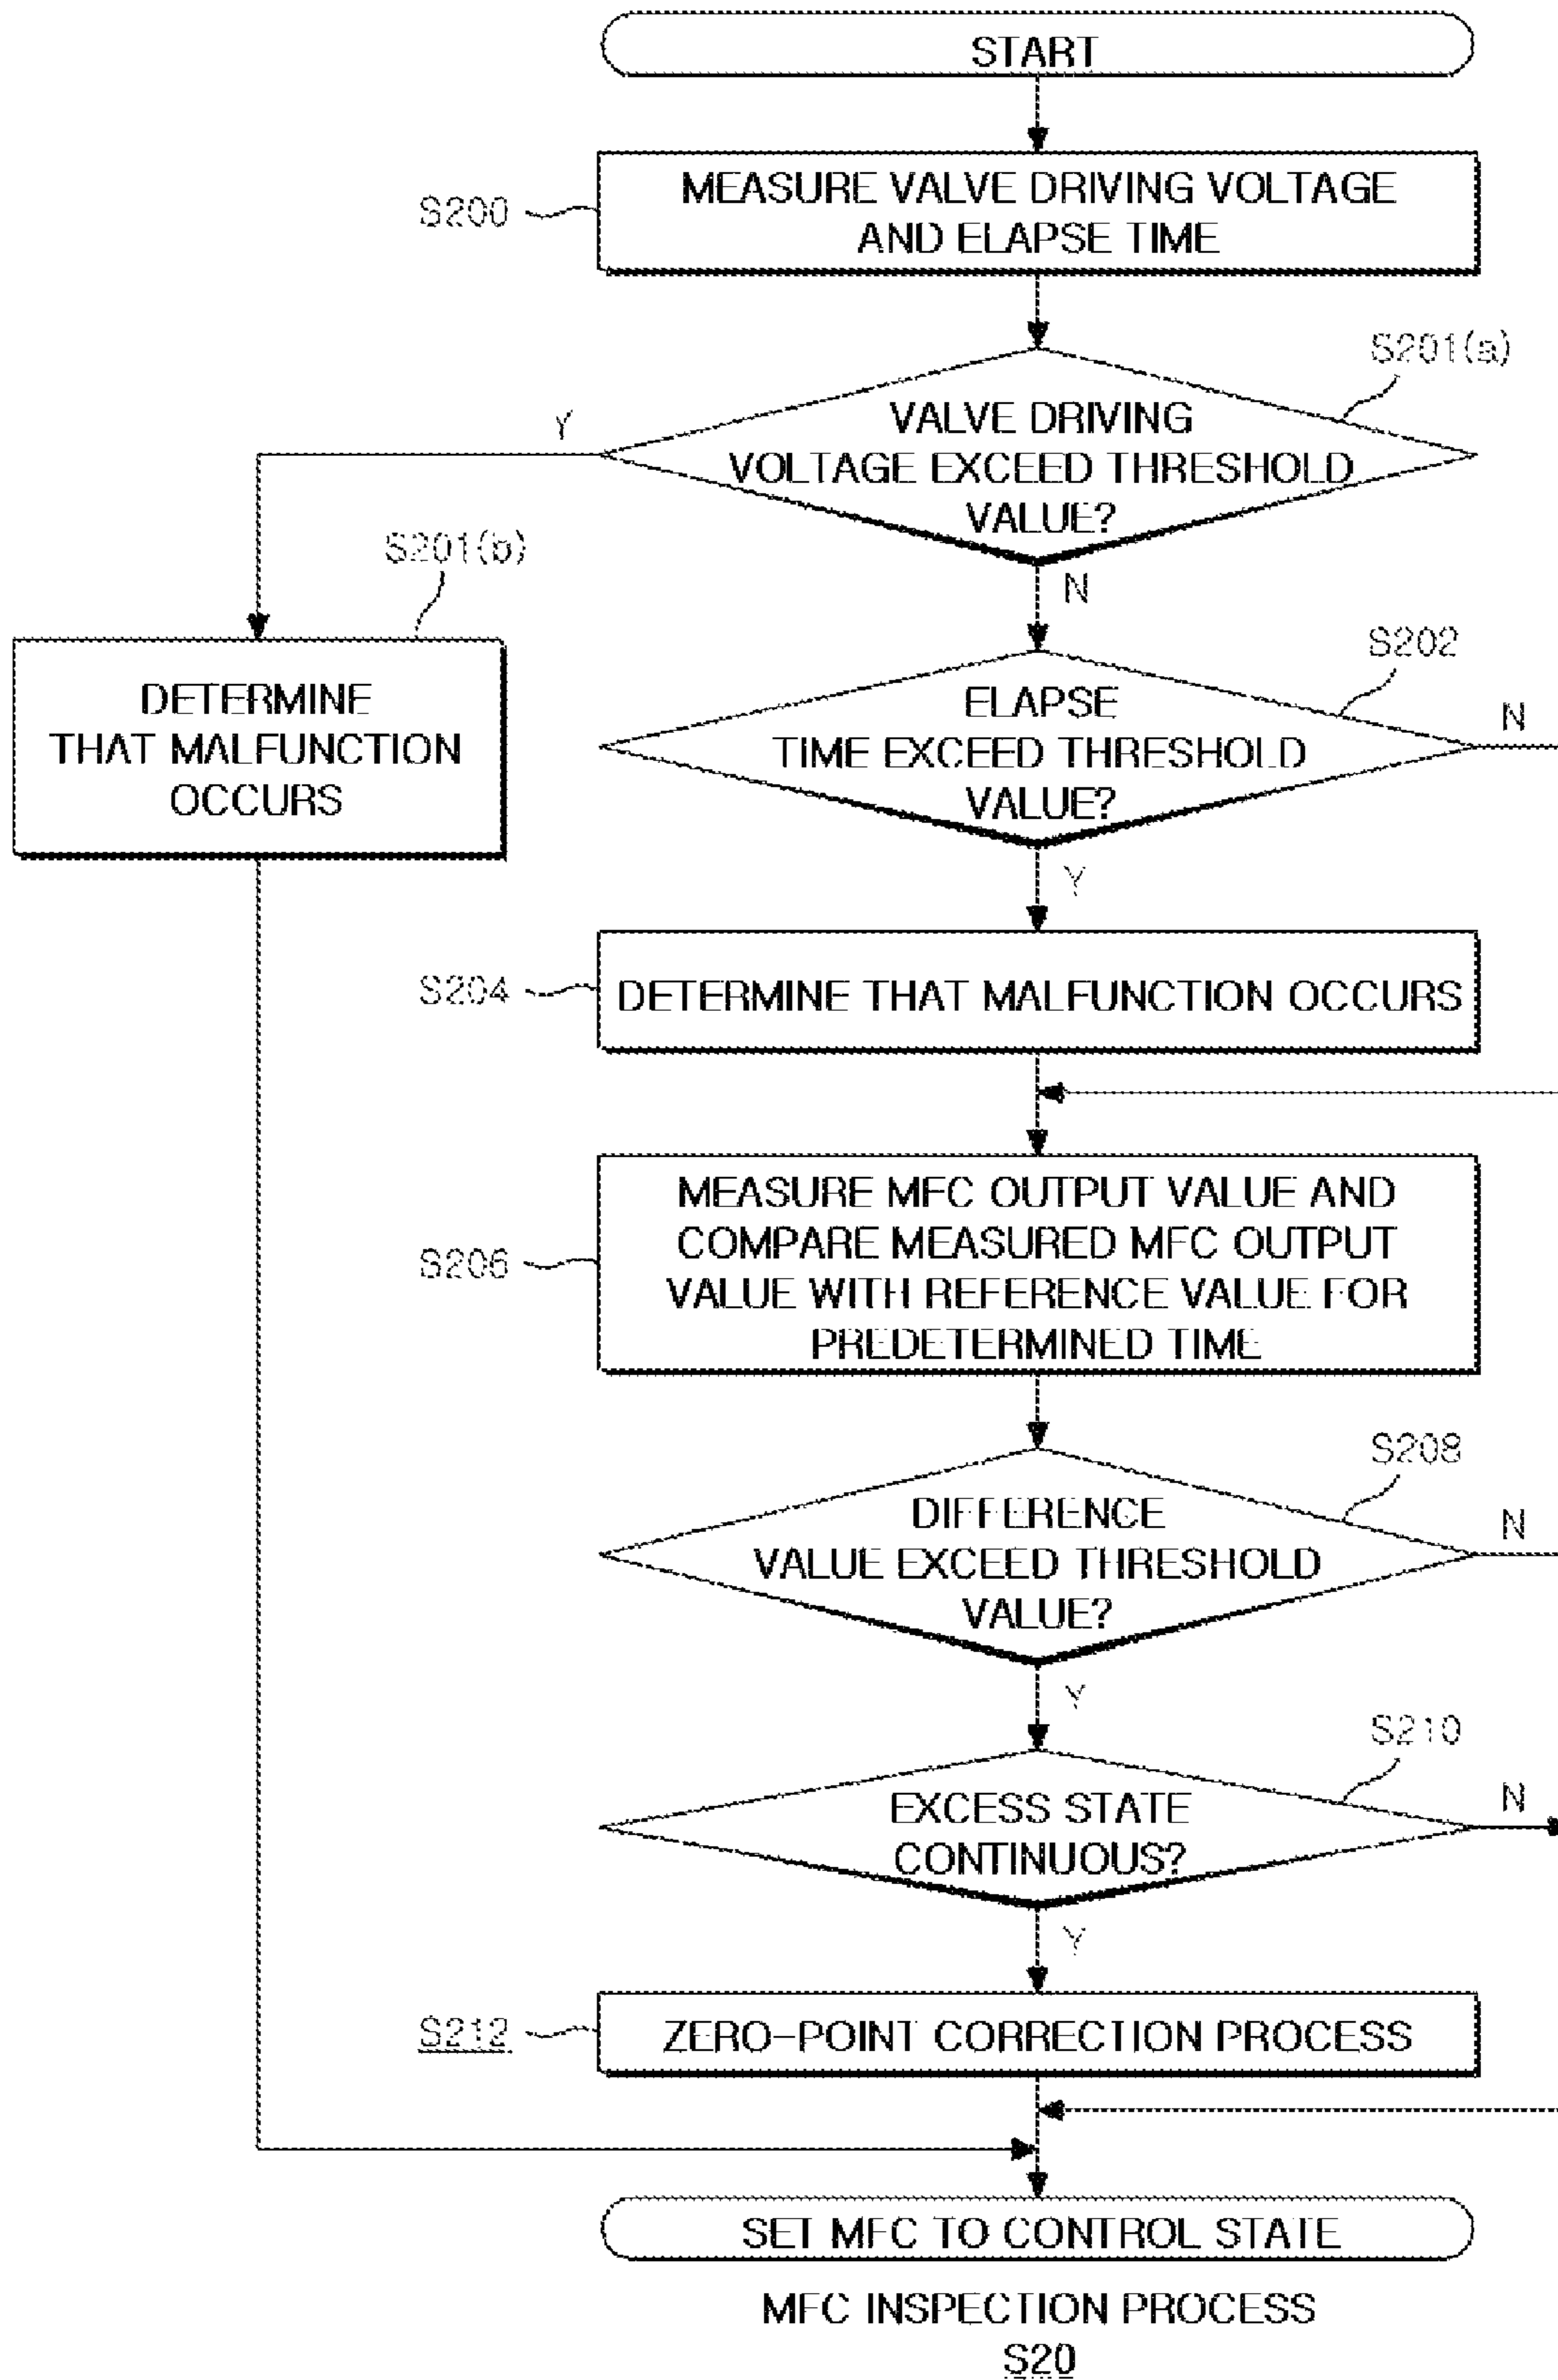 START
S200
MEASURE VALVE DRIVING VOLTAGE
AND ELAPSE TIME
S201(a)
VALVE DRIVING
VOLTAGE EXCEED THRESHOLD
VALUE?
Y
N
S201(b)
DETERMINE
THAT MALFUNCTION
OCCURS
S202
ELAPSE
TIME EXCEED THRESHOLD
VALUE?
N
Y
S204
DETERMINE THAT MALFUNCTION OCCURS
S206
MEASURE MFC OUTPUT VALUE AND
COMPARE MEASURED MFC OUTPUT
VALUE WITH REFERENCE VALUE FOR
PREDETERMINED TIME
S208
DIFFERENCE
VALUE EXCEED THRESHOLD
VALUE?
N
Y
S210
EXCESS STATE
CONTINUOUS?
N
Y
S212
ZERO-POINT CORRECTION PROCESS
SET MFC TO CONTROL STATE
MFC INSPECTION PROCESS
S20